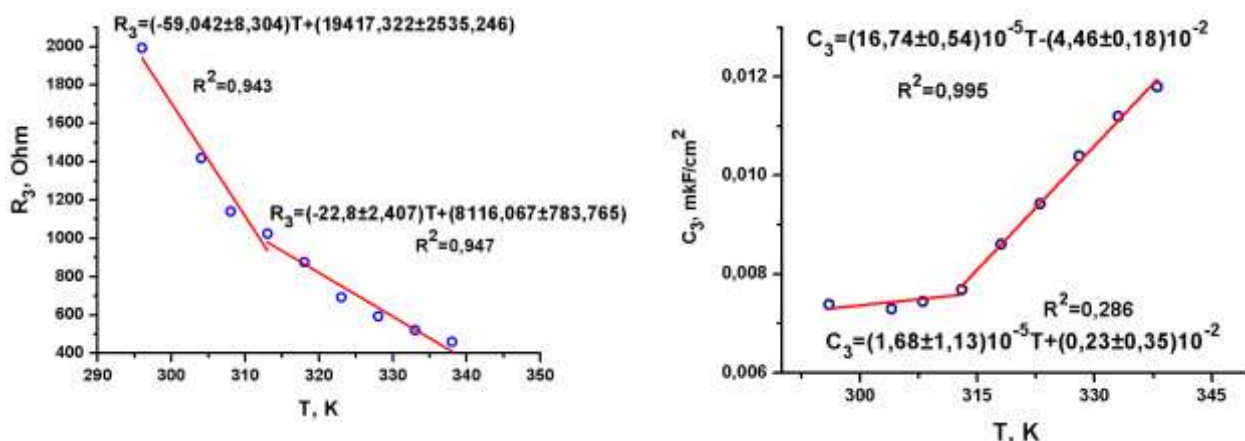 R₃=(-59,042±8,304)T+(19417,322±2535,246)
R²=0,943
R₃=(-22,8±2,407)T+(8116,067±783,765)
R²=0,947
R₃, Ohm
2000
1800
1600
1400
1200
1000
800
600
400
290 300 310 320 330 340 350
T, K
C₃=(16,74±0,54)10⁻⁵T-(4,46±0,18)10⁻²
R²=0,995
R²=0,286
C₃=(1,68±1,13)10⁻⁵T+(0,23±0,35)10⁻²
C₃, mkF/cm²
0,012
0,010
0,008
0,006
300 315 330 345
T, K